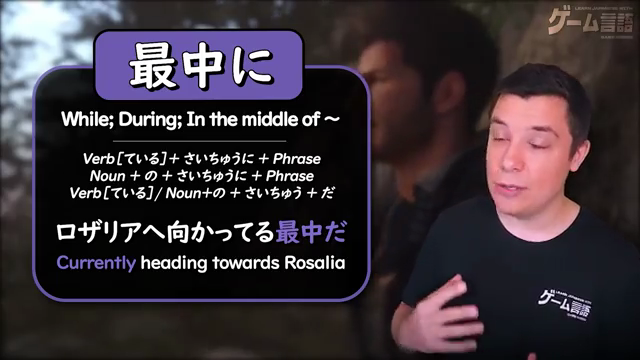 最中に
While; During; In the middle of ~
Verb［ている］+ さいちゅうに + Phrase
Noun + の + さいちゅうに + Phrase
Verb［ている］/ Noun+の + さいちゅう + だ
ロザリアへ向かってる最中だ
Currently heading towards Rosalia
LEARN JAPANESE WITH
ゲーム言語
ゲーム言語